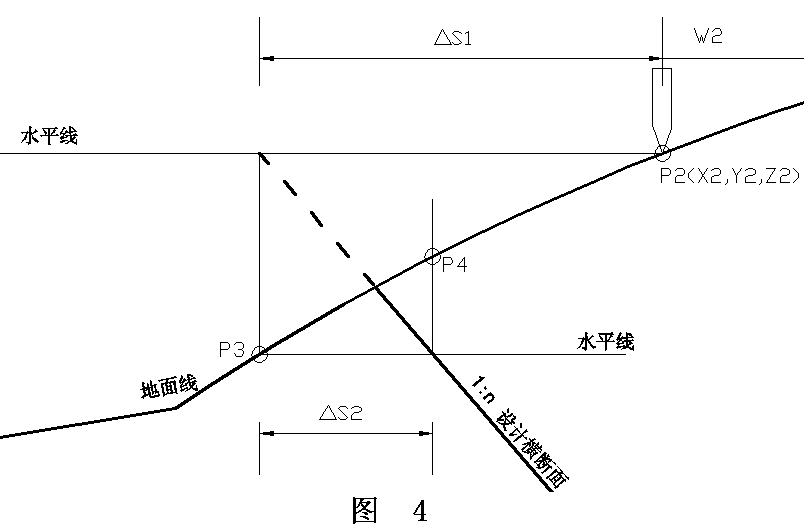 △S1
W2
水平线
P2(X2,Y2,Z2)
P4
P3
水平线
地面线
1:n 设计横断面
△S2
图 4